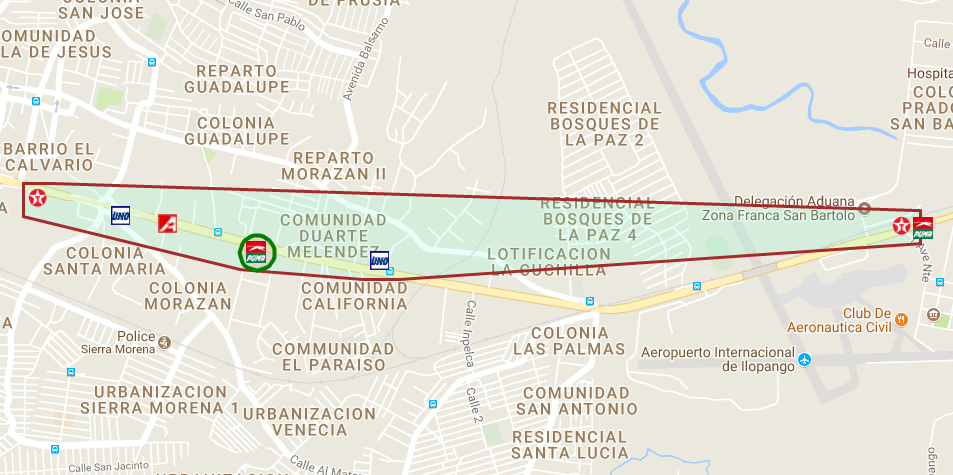 COLONIA
SAN JOSE
DE PRUSIA
Calle San Pablo
COMUNIDAD
LA DE JESUS
Avenida Balsamo
REPARTO
GUADALUPE
COLONIA
GUADALUPE
BARRIO EL
CALVARIO
REPARTO
MORAZAN II
RESIDENCIAL
BOSQUES DE
LA PAZ 2
Calle
Hospita
COL
PRADO
SAN BA
RESIDENCIAL
BOSQUES DE
LA PAZ 4
Delegación Aduana
Zona Franca San Bartolo
UNO
PUMA
PUMA
UNO
COMUNIDAD
DUARTE
MELENDEZ
LOTIFICACION
LA CUCHILLA
A
COLONIA
SANTA MARIA
COLONIA
MORAZAN
COMUNIDAD
CALIFORNIA
Ave Nte
Calle Inpelca
Calle 2
Police
Sierra Morena
COMMUNIDAD
EL PARAISO
COLONIA
LAS PALMAS
Club De
Aeronautica Civil
Aeropuerto Internacional
de Ilopango
A
URBANIZACION
SIERRA MORENA 1
URBANIZACION
VENECIA
COMUNIDAD
SAN ANTONIO
RESIDENCIAL
SANTA LUCIA
Calle San Jacinto
Calle Al Mat